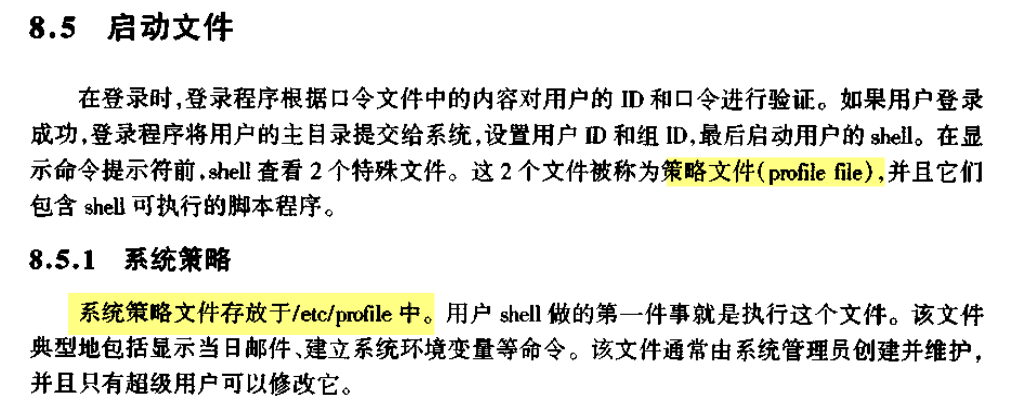 8.5 启动文件
在登录时,登录程序根据口令文件中的内容对用户的 ID 和口令进行验证。如果用户登录
成功,登录程序将用户的主目录提交给系统,设置用户 ID 和组 ID,最后启动用户的 shell。在显
示命令提示符前,shell 查看 2 个特殊文件。这 2 个文件被称为策略文件(profile file),并且它们
包含 shell 可执行的脚本程序。
8.5.1 系统策略
系统策略文件存放于/etc/profile 中。用户 shell 做的第一件事就是执行这个文件。该文件
典型地包括显示当日邮件、建立系统环境变量等命令。该文件通常由系统管理员创建并维护,
并且只有超级用户可以修改它。